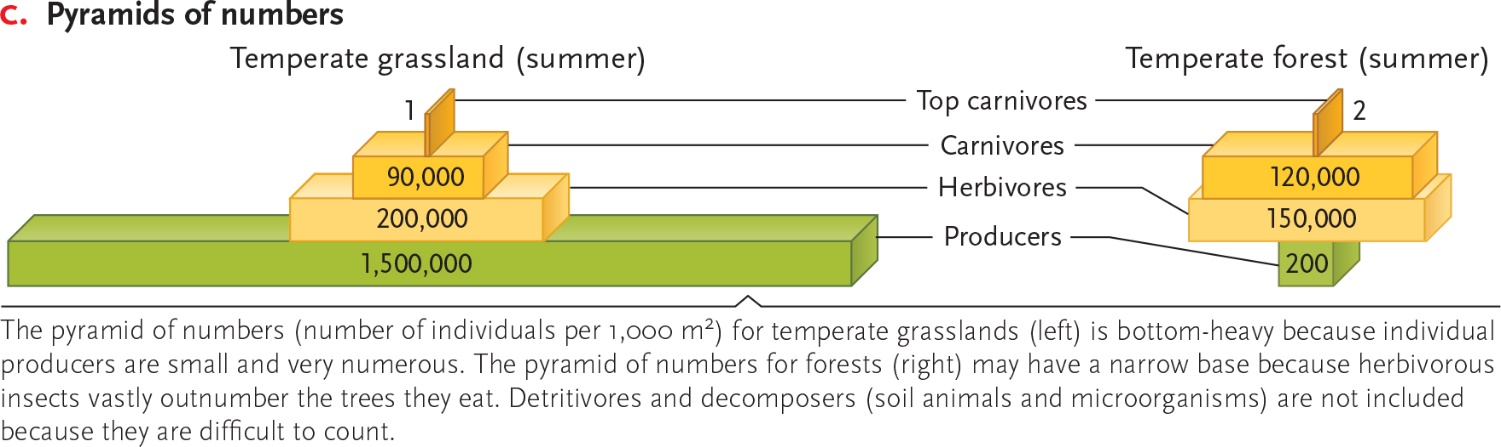 c. Pyramids of numbers
Temperate grassland (summer)
Temperate forest (summer)
1
Top carnivores
2
90,000
Carnivores
120,000
200,000
Herbivores
150,000
1,500,000
Producers
200
The pyramid of numbers (number of individuals per 1,000 m²) for temperate grasslands (left) is bottom-heavy because individual
producers are small and very numerous. The pyramid of numbers for forests (right) may have a narrow base because herbivorous
insects vastly outnumber the trees they eat. Detritivores and decomposers (soil animals and microorganisms) are not included
because they are difficult to count.